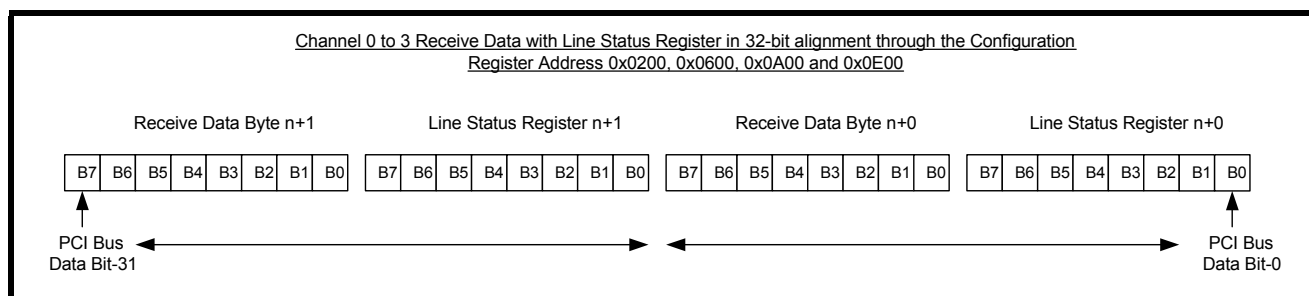 Channel 0 to 3 Receive Data with Line Status Register in 32-bit alignment through the Configuration
Register Address 0x0200, 0x0600, 0x0A00 and 0x0E00
Receive Data Byte n+1 Line Status Register n+1 Receive Data Byte n+0 Line Status Register n+0
B7 B6 B5 B4 B3 B2 B1 B0 B7 B6 B5 B4 B3 B2 B1 B0 B7 B6 B5 B4 B3 B2 B1 B0 B7 B6 B5 B4 B3 B2 B1 B0
PCI Bus
Data Bit-31
PCI Bus
Data Bit-0